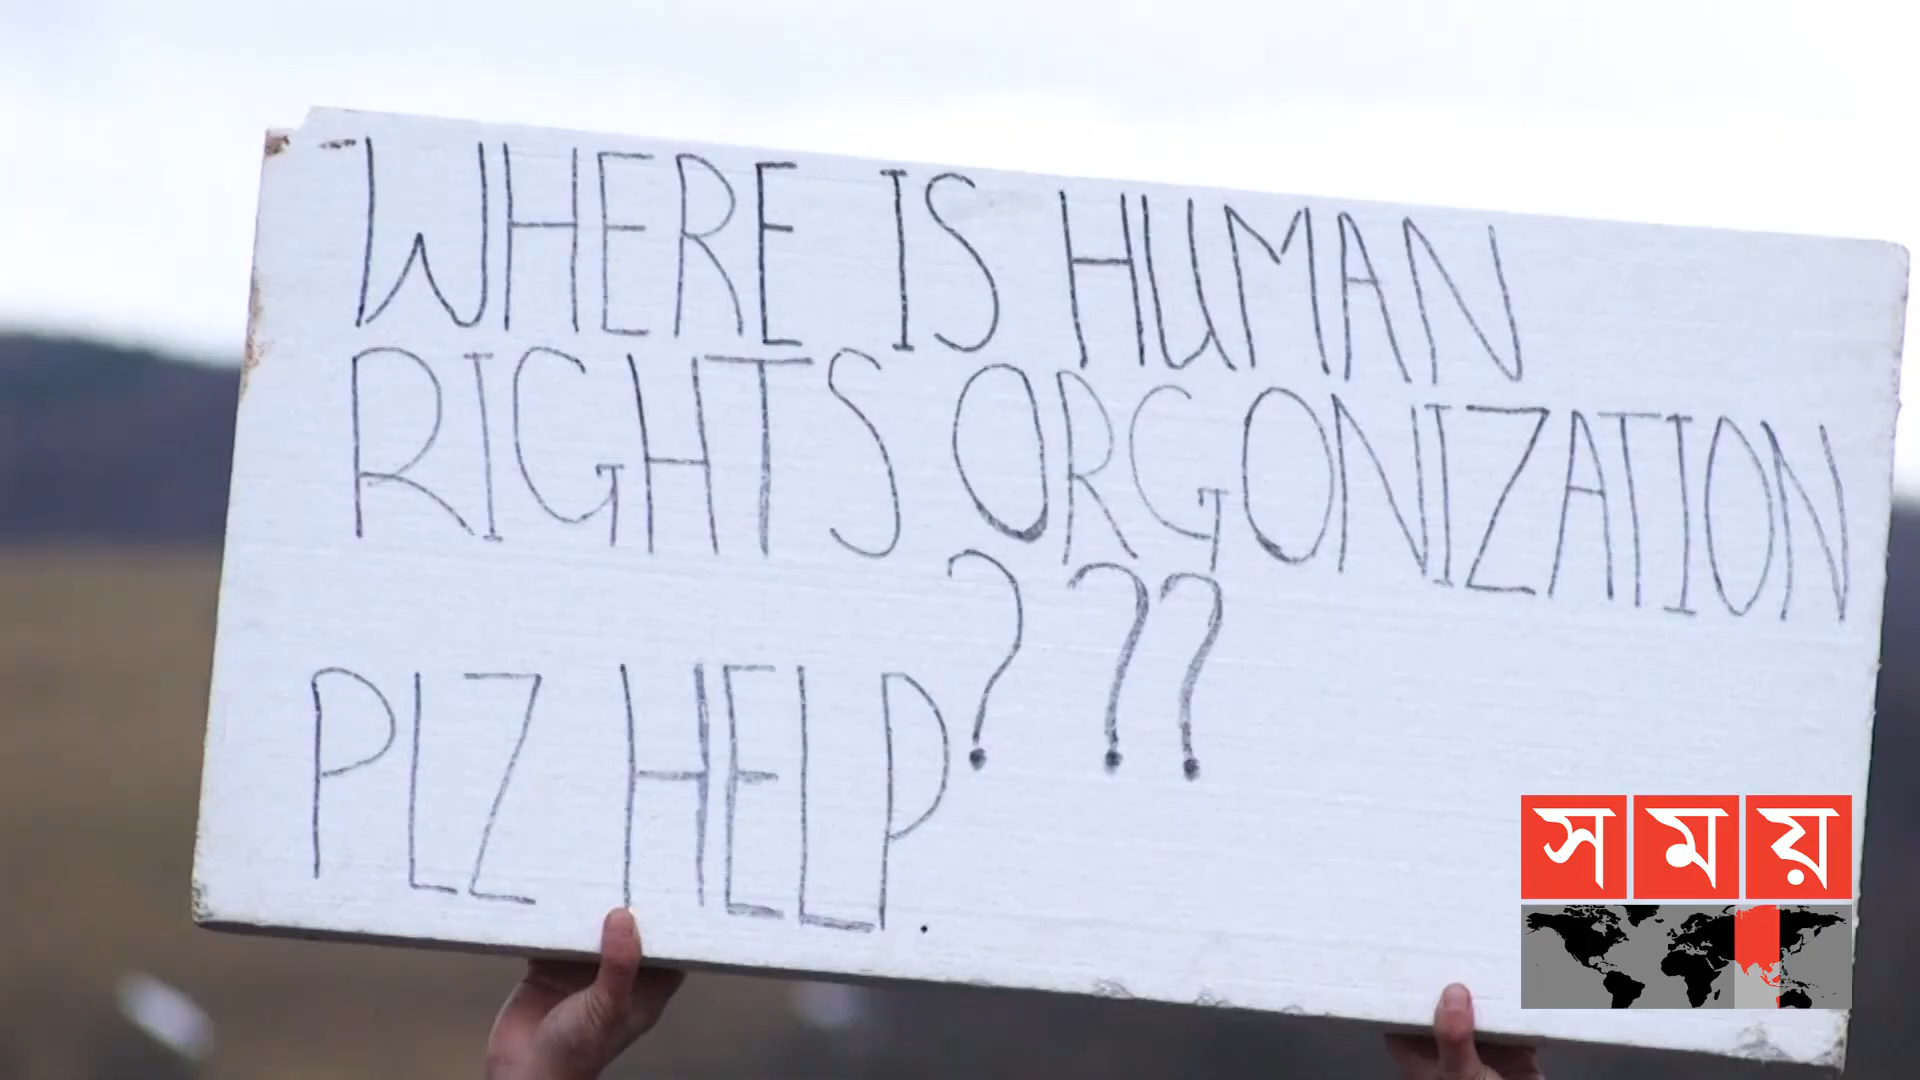 WHERE IS HUMAN
RIGHTS ORGONIZATION
???
PLZ HELP.
সময়